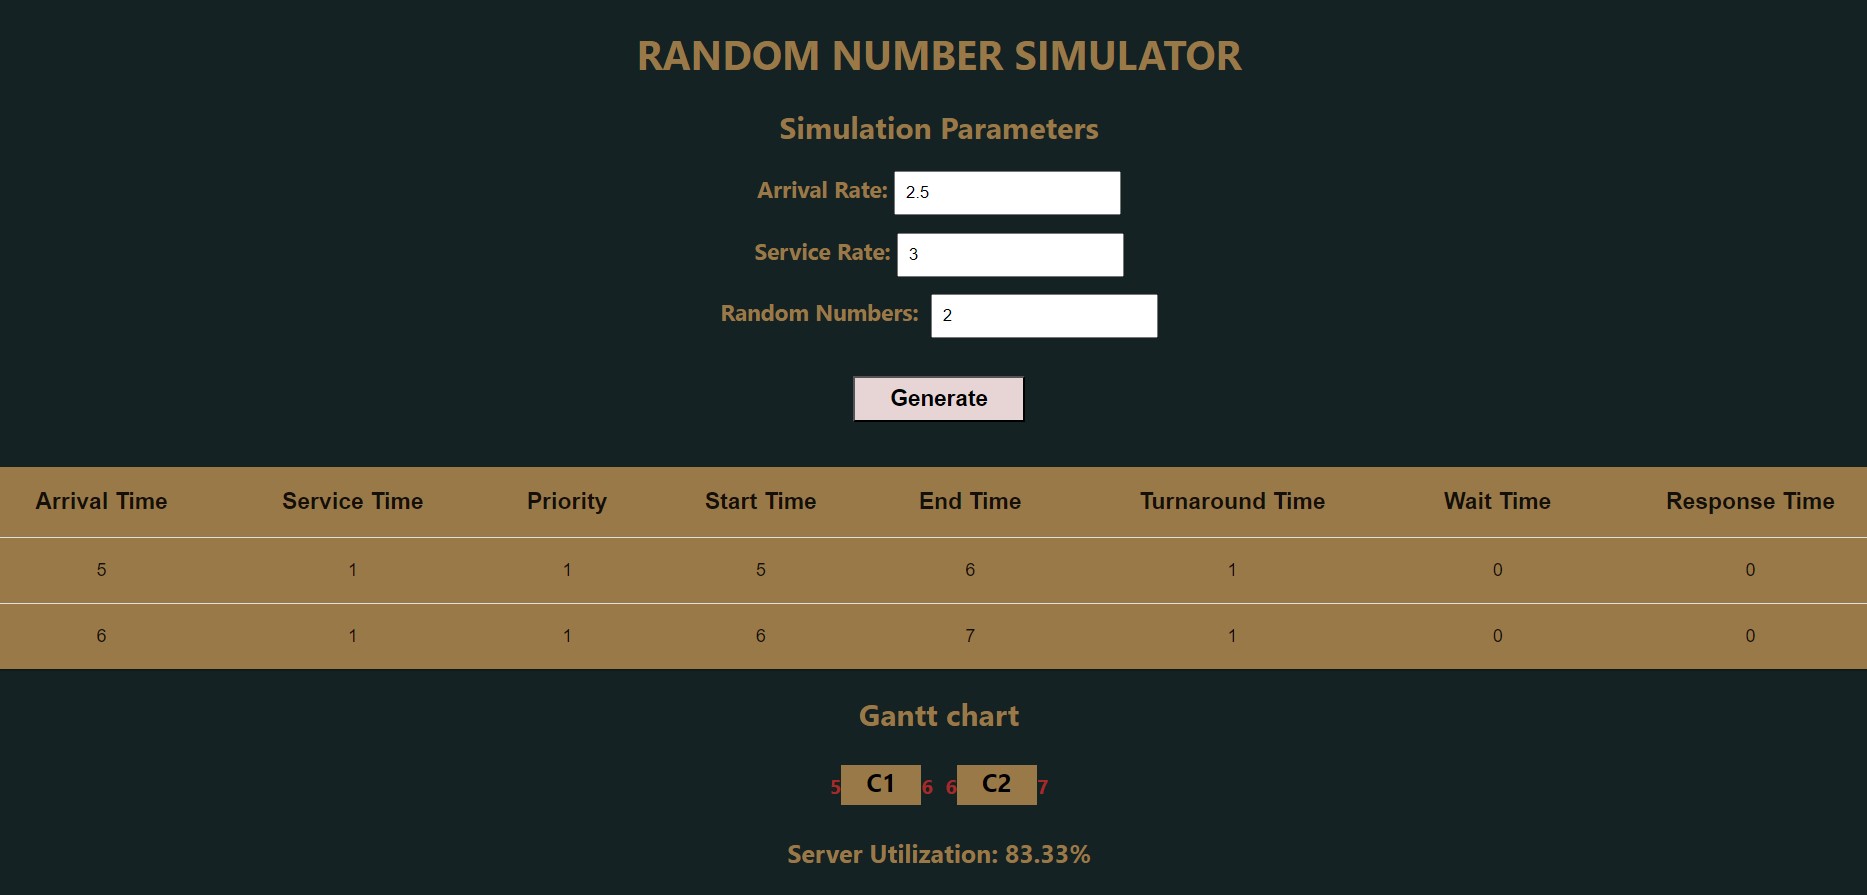 RANDOM NUMBER SIMULATOR
Simulation Parameters
Arrival Rate: 2.5
Service Rate: 3
Random Numbers: 2
Generate
Arrival Time Service Time Priority Start Time End Time Turnaround Time Wait Time Response Time
5 1 1 5 6 1 0 0
6 1 1 6 7 1 0 0
Gantt chart
5 C1 6 6 C2 7
Server Utilization: 83.33%